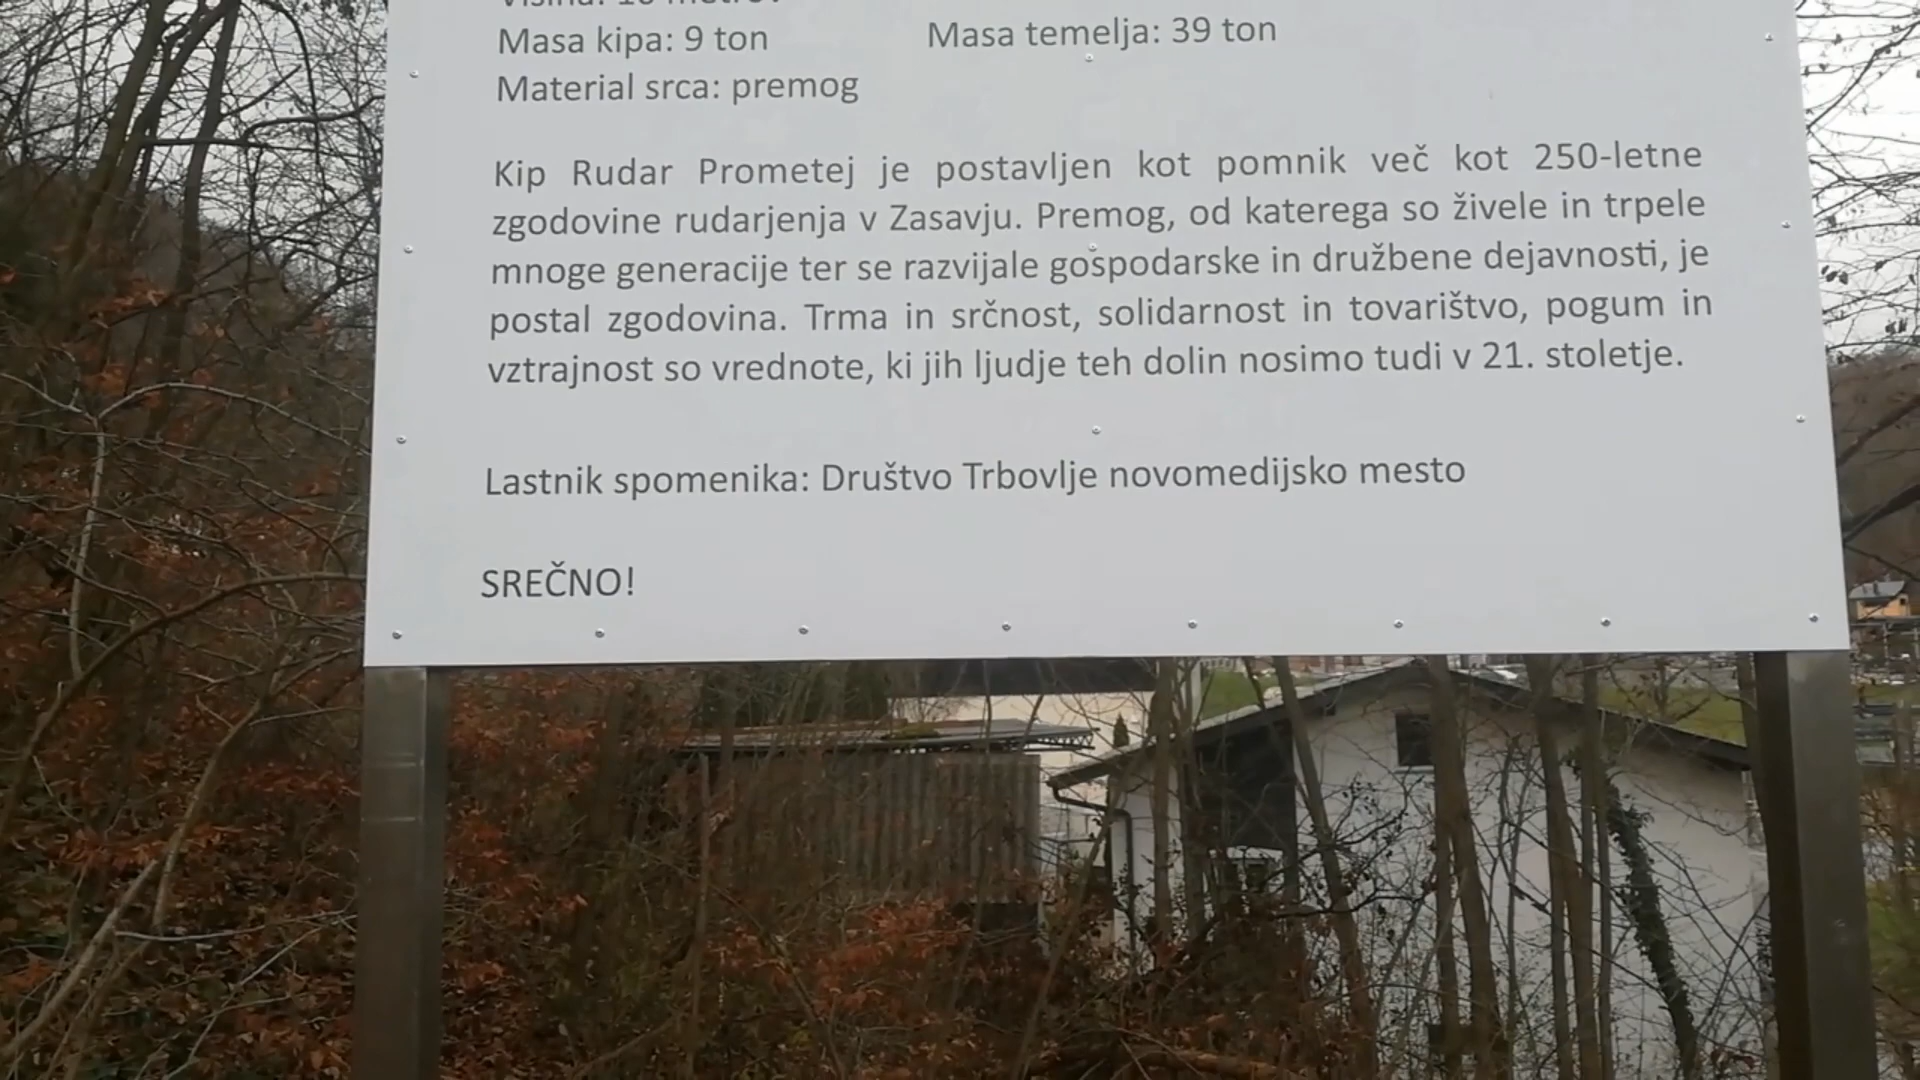 Višina: 10 metrov
Masa kipa: 9 ton Masa temelja: 39 ton
Material srca: premog
Kip Rudar Prometej je postavljen kot pomnik več kot 250-letne
zgodovine rudarjenja v Zasavju. Premog, od katerega so živele in trpele
mnoge generacije ter se razvijale gospodarske in družbene dejavnosti, je
postal zgodovina. Trma in srčnost, solidarnost in tovarištvo, pogum in
vztrajnost so vrednote, ki jih ljudje teh dolin nosimo tudi v 21. stoletje.
Lastnik spomenika: Društvo Trbovlje novomedijsko mesto
SREČNO!